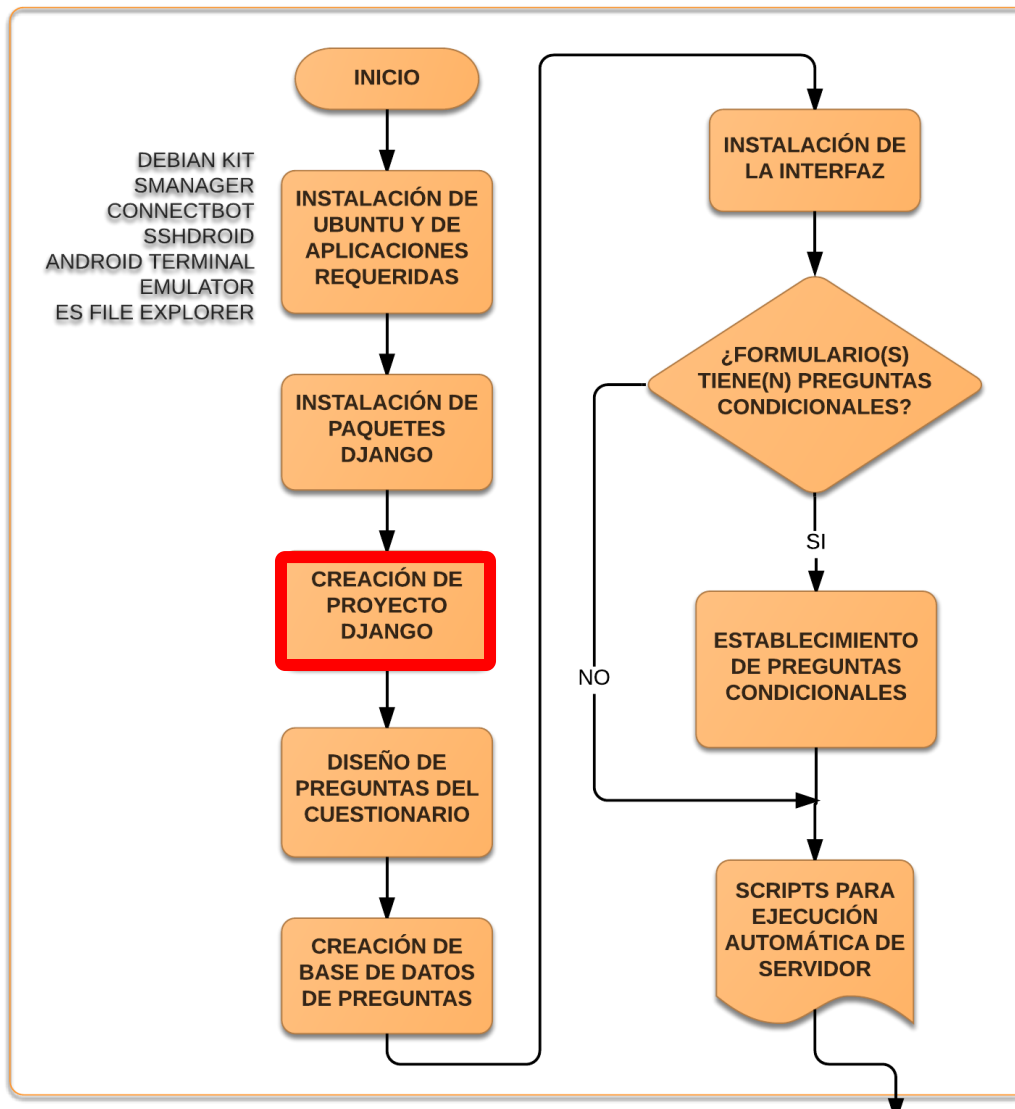 INICIO
DEBIAN KIT
SMANAGER
CONNECTBOT
SSHDROID
ANDROID TERMINAL
EMULATOR
ES FILE EXPLORER
INSTALACIÓN DE
UBUNTU Y DE
APLICACIONES
REQUERIDAS
INSTALACIÓN DE
PAQUETES
DJANGO
CREACIÓN DE
PROYECTO
DJANGO
DISEÑO DE
PREGUNTAS DEL
CUESTIONARIO
CREACIÓN DE
BASE DE DATOS
DE PREGUNTAS
INSTALACIÓN DE
LA INTERFAZ
¿FORMULARIO(S)
TIENE(N) PREGUNTAS
CONDICIONALES?
SI
NO
ESTABLECIMIENTO
DE PREGUNTAS
CONDICIONALES
SCRIPTS PARA
EJECUCIÓN
AUTOMÁTICA DE
SERVIDOR